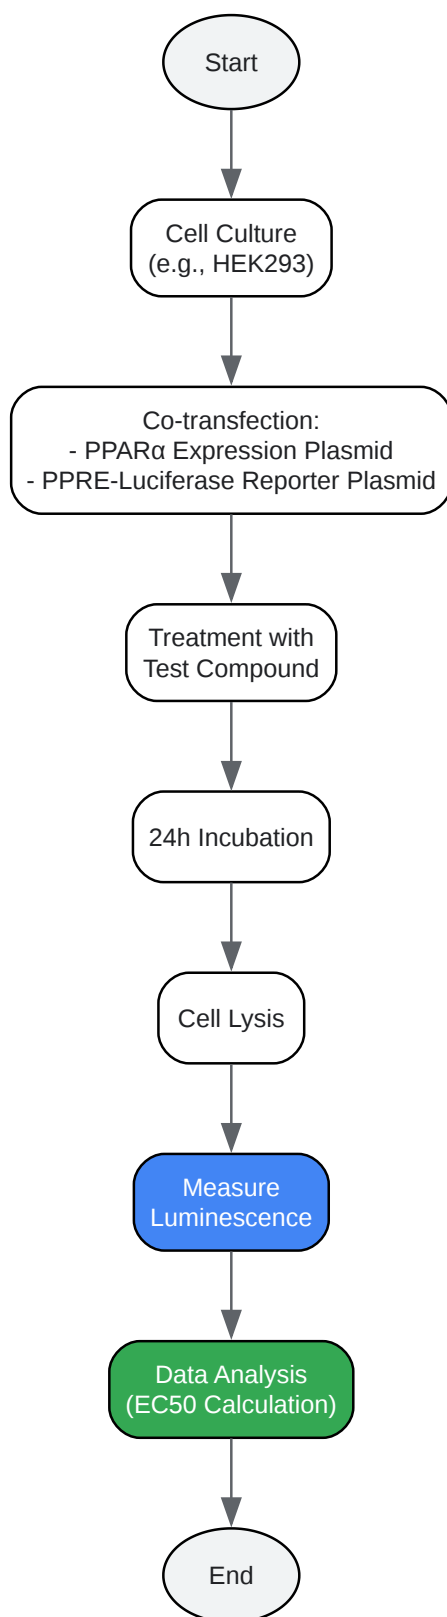 Start
Cell Culture
(e.g., HEK293)
Co-transfection:
- PPARα Expression Plasmid
- PPRE-Luciferase Reporter Plasmid
Treatment with
Test Compound
24h Incubation
Cell Lysis
Measure
Luminescence
Data Analysis
(EC50 Calculation)
End